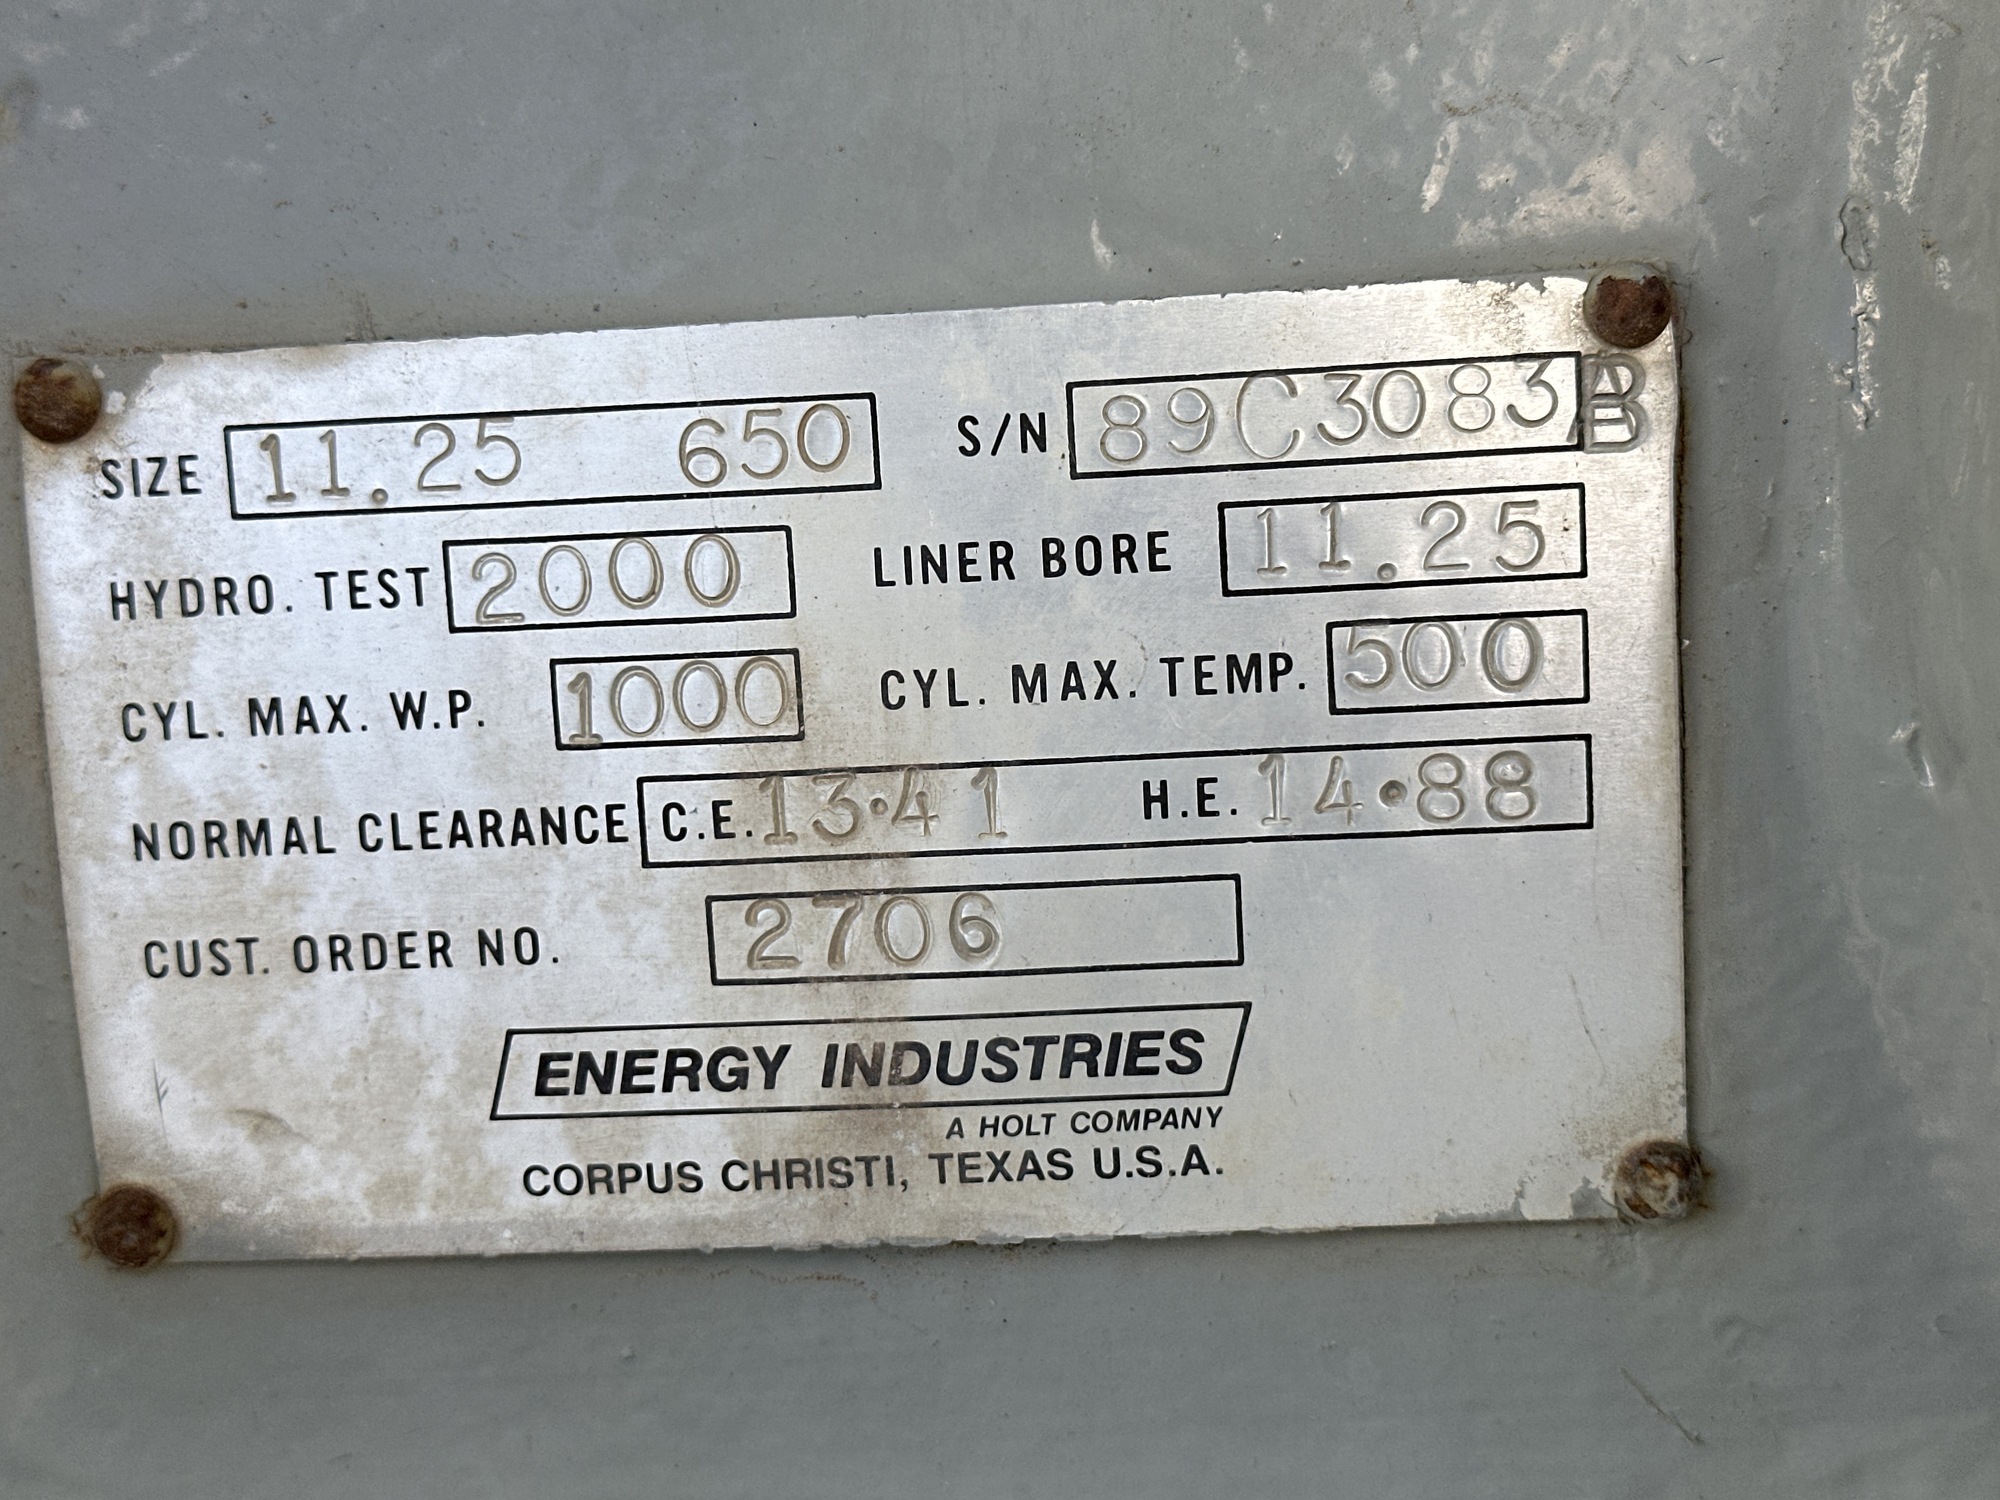 SIZE 11.25 650 S/N 89C3083
HYDRO. TEST 2000 LINER BORE 11.25
CYL. MAX. W.P. 1000 CYL. MAX. TEMP. 500
NORMAL CLEARANCE C.E. 13.41 H.E. 14.88
CUST. ORDER NO. 2706
ENERGY INDUSTRIES
A HOLT COMPANY
CORPUS CHRISTI, TEXAS U.S.A.